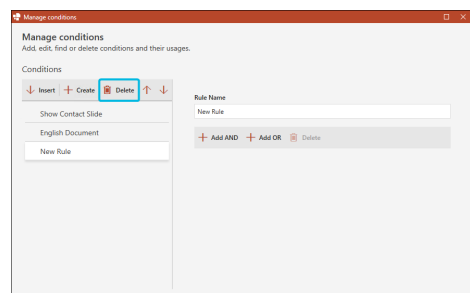 Manage conditions
Manage conditions
Add, edit, find or delete conditions and their usages.
Conditions
Insert Create Delete
Rule Name
Show Contact Slide
New Rule
English Document
Add AND Add OR Delete
New Rule